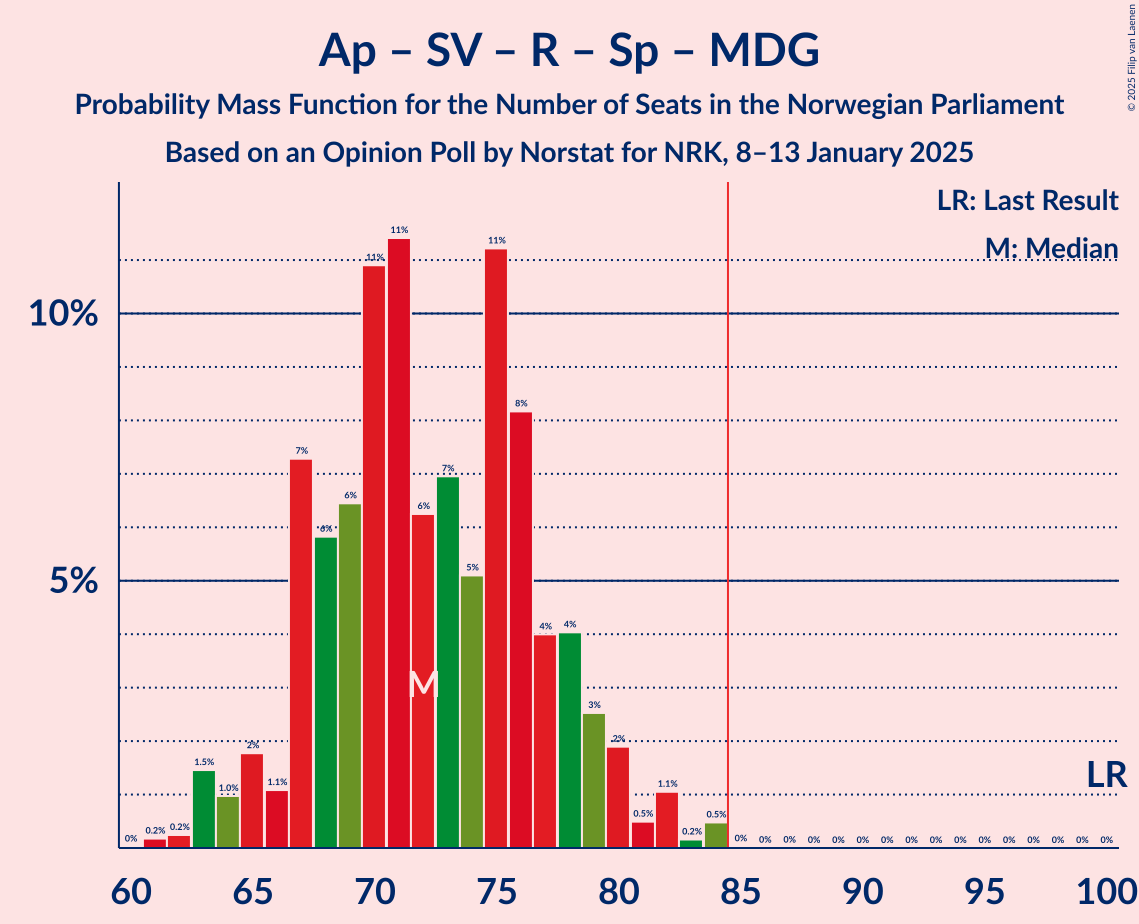 Ap – SV – R – Sp – MDG
Probability Mass Function for the Number of Seats in the Norwegian Parliament
Based on an Opinion Poll by Norstat for NRK, 8–13 January 2025
© 2025 Filip van Laenen
LR: Last Result
M: Median
10%
5%
0% 0.2% 0.2% 1.5% 1.0% 2% 1.1% 7% 6% 6% 11% 11% 6% 7% 5% 11% 8% 4% 4% 3% 2% 0.5% 1.1% 0.2% 0.5% 0% 0% 0% 0% 0% 0% 0% 0% 0% 0% 0% 0% 0% 0% 0% 0%
M
LR
60 65 70 75 80 85 90 95 100